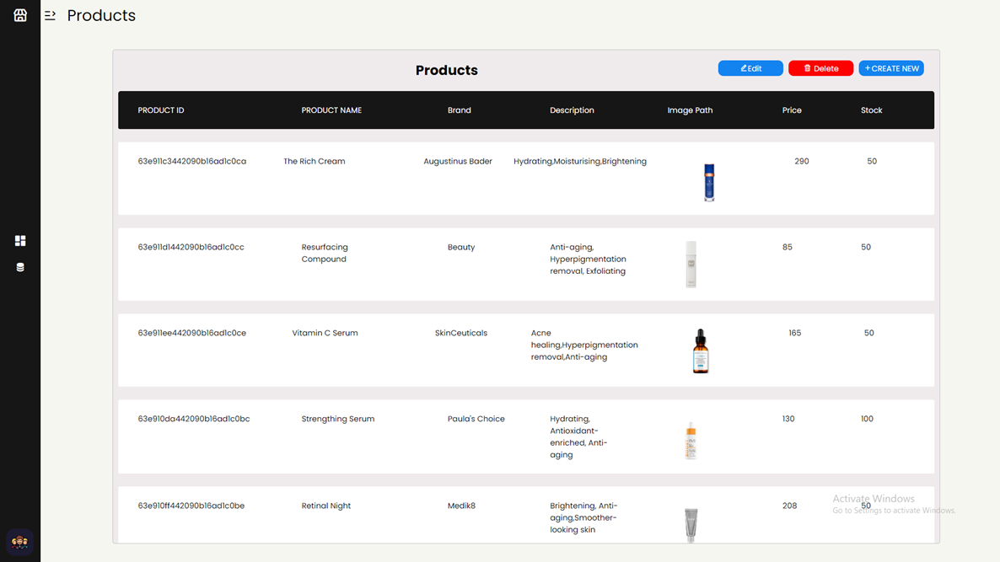 Products
Products
Edit
Delete
+ CREATE NEW
PRODUCT ID PRODUCT NAME Brand Description Image Path Price Stock
63e911c3442090b16ad1c0ca The Rich Cream Augustinus Bader Hydrating,Moisturising,Brightening 290 50
63e911d1442090b16ad1c0cc Resurfacing Beauty Anti-aging, 85 50
Compound Hyperpigmentation
removal, Exfoliating
63e911ee442090b16ad1c0ce Vitamin C Serum SkinCeuticals Acne 165 50
healing,Hyperpigmentation
removal,Anti-aging
63e910da442090b16ad1c0bc Strengthing Serum Paula's Choice Hydrating, 130 100
Antioxidant-
enriched, Anti-
aging
63e910ff442090b16ad1c0be Retinal Night Medik8 Brightening, Anti- 208 50
aging,Smoother-
looking skin
Activate Windows
Go to Settings to activate Windows.